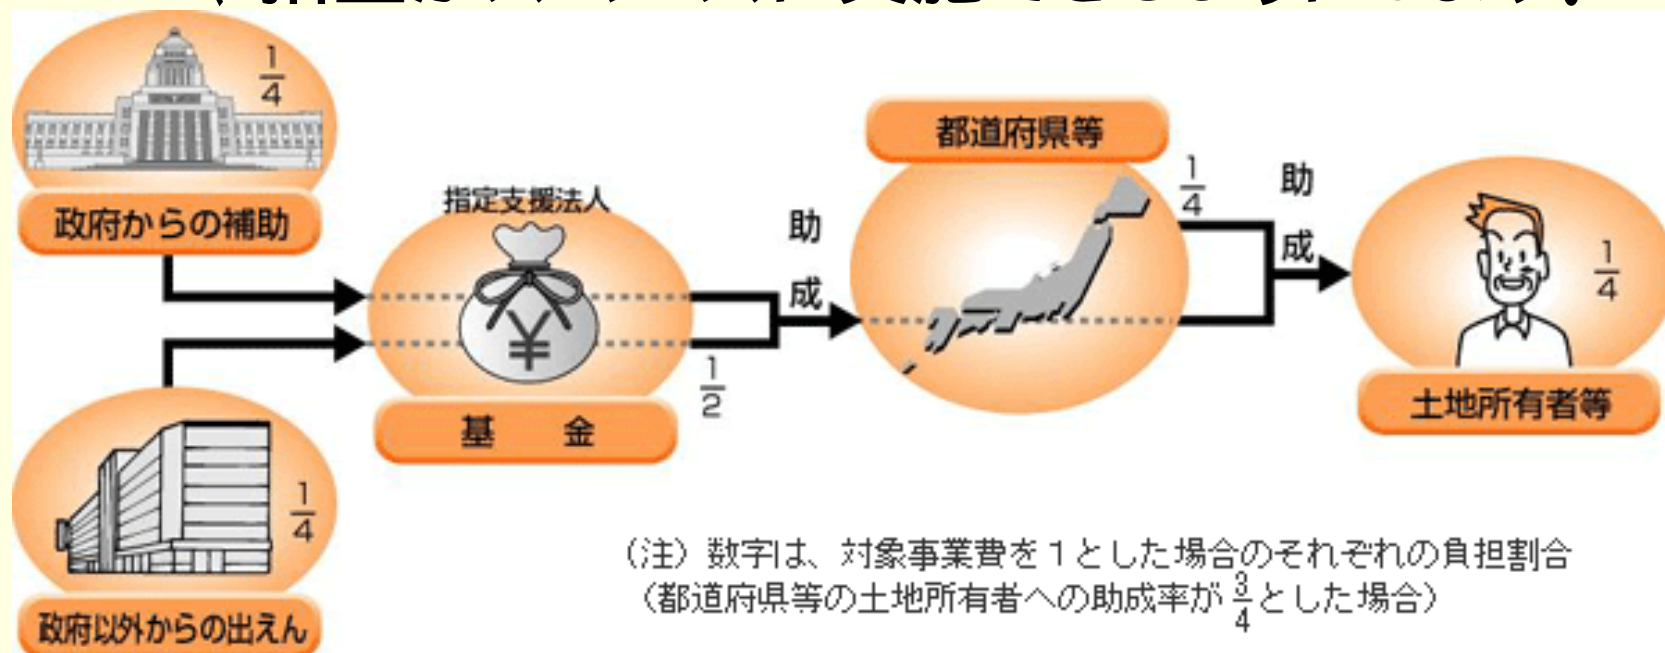 1/4
政府からの補助
指定支援法人
¥
基 金
1/2
助成
都道府県等
1/4
助成
1/4
土地所有者等
1/4
政府以外からの出えん
(注) 数字は、対象事業費を1とした場合のそれぞれの負担割合
(都道府県等の土地所有者への助成率が3/4とした場合)